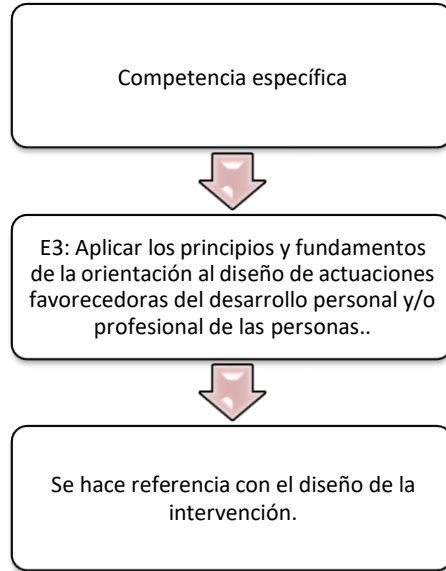 Competencia específica
E3: Aplicar los principios y fundamentos
de la orientación al diseño de actuaciones
favorecedoras del desarrollo personal y/o
profesional de las personas..
Se hace referencia con el diseño de la
intervención.